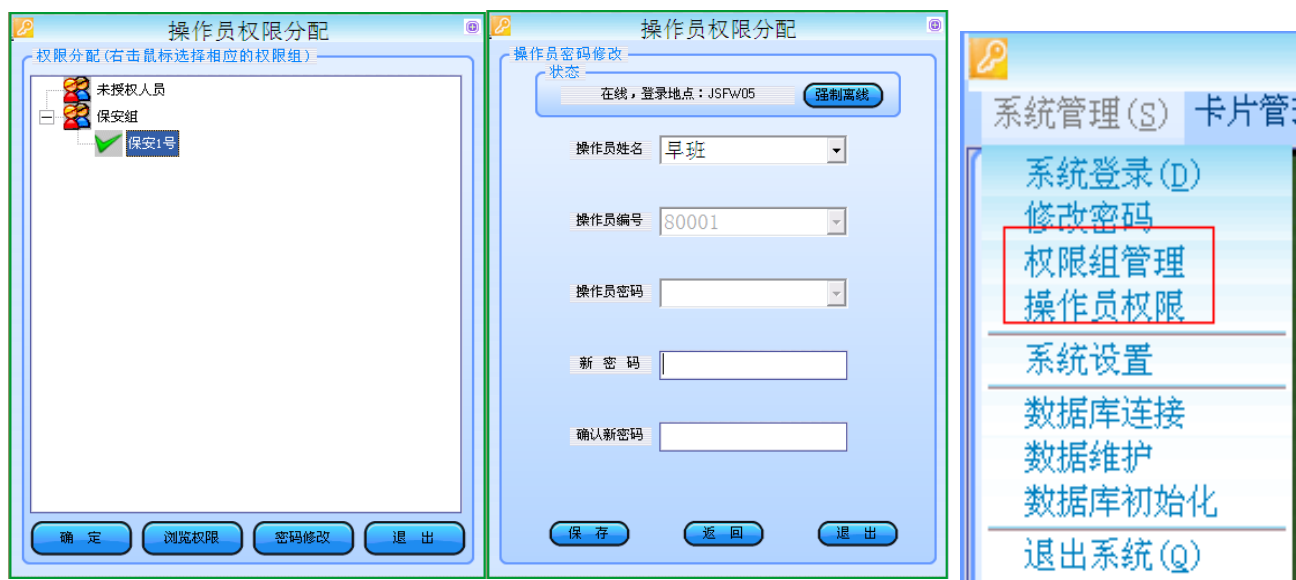 操作员权限分配
权限分配(右击鼠标选择相应的权限组)
未授权人员
保安组
保安1号
确 定
浏览权限
密码修改
退 出
操作员权限分配
操作员密码修改
状态
在线，登录地点：JSFW05
强制离线
操作员姓名
早班
操作员编号
80001
操作员密码
新 密 码
确认新密码
保 存
返 回
退 出
系统管理(S) 卡片管
系统登录(D)
修改密码
权限组管理
操作员权限
系统设置
数据库连接
数据维护
数据库初始化
退出系统(Q)